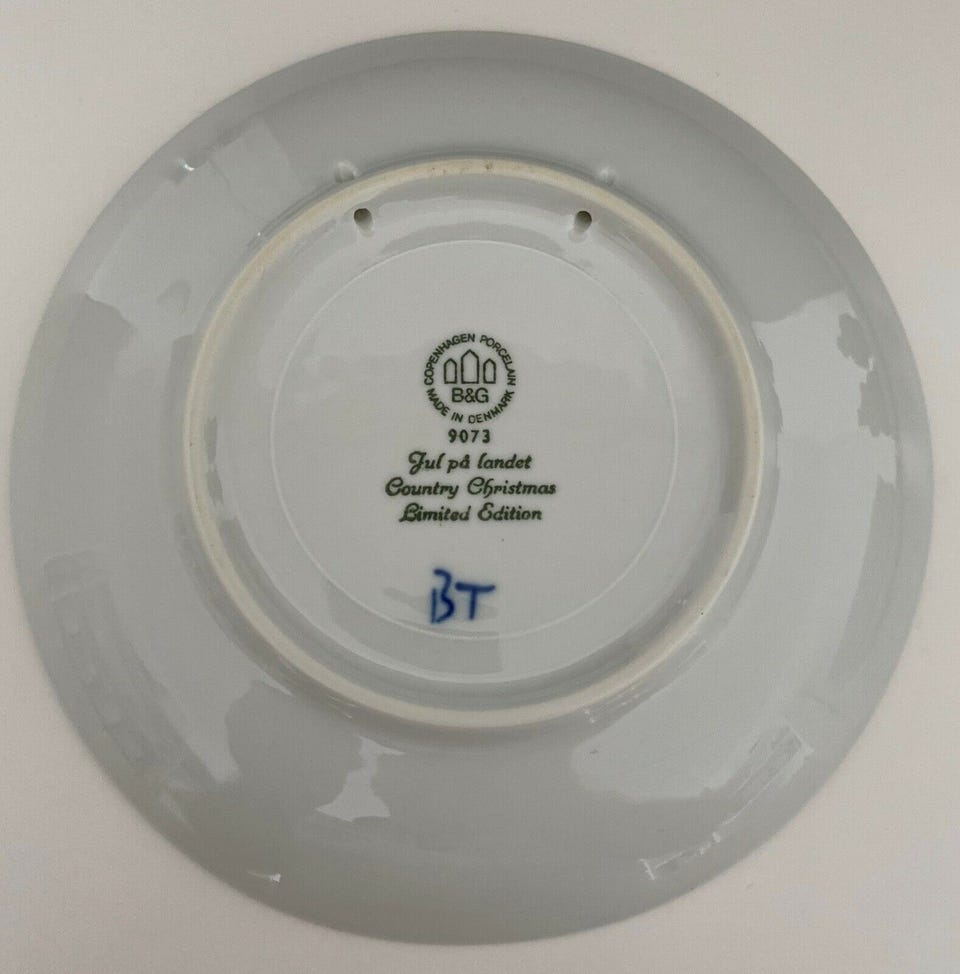 COPENHAGEN PORCELAIN
B&G
MADE IN DENMARK
9073
Jul på landet
Country Christmas
Limited Edition
BT